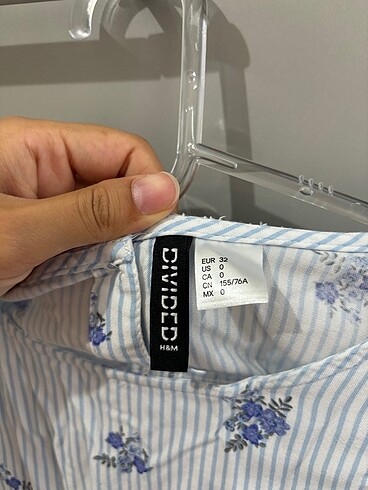 DIVIDED
H&M
EUR 32
US 0
CA 0
CN 155/76A
MX 0